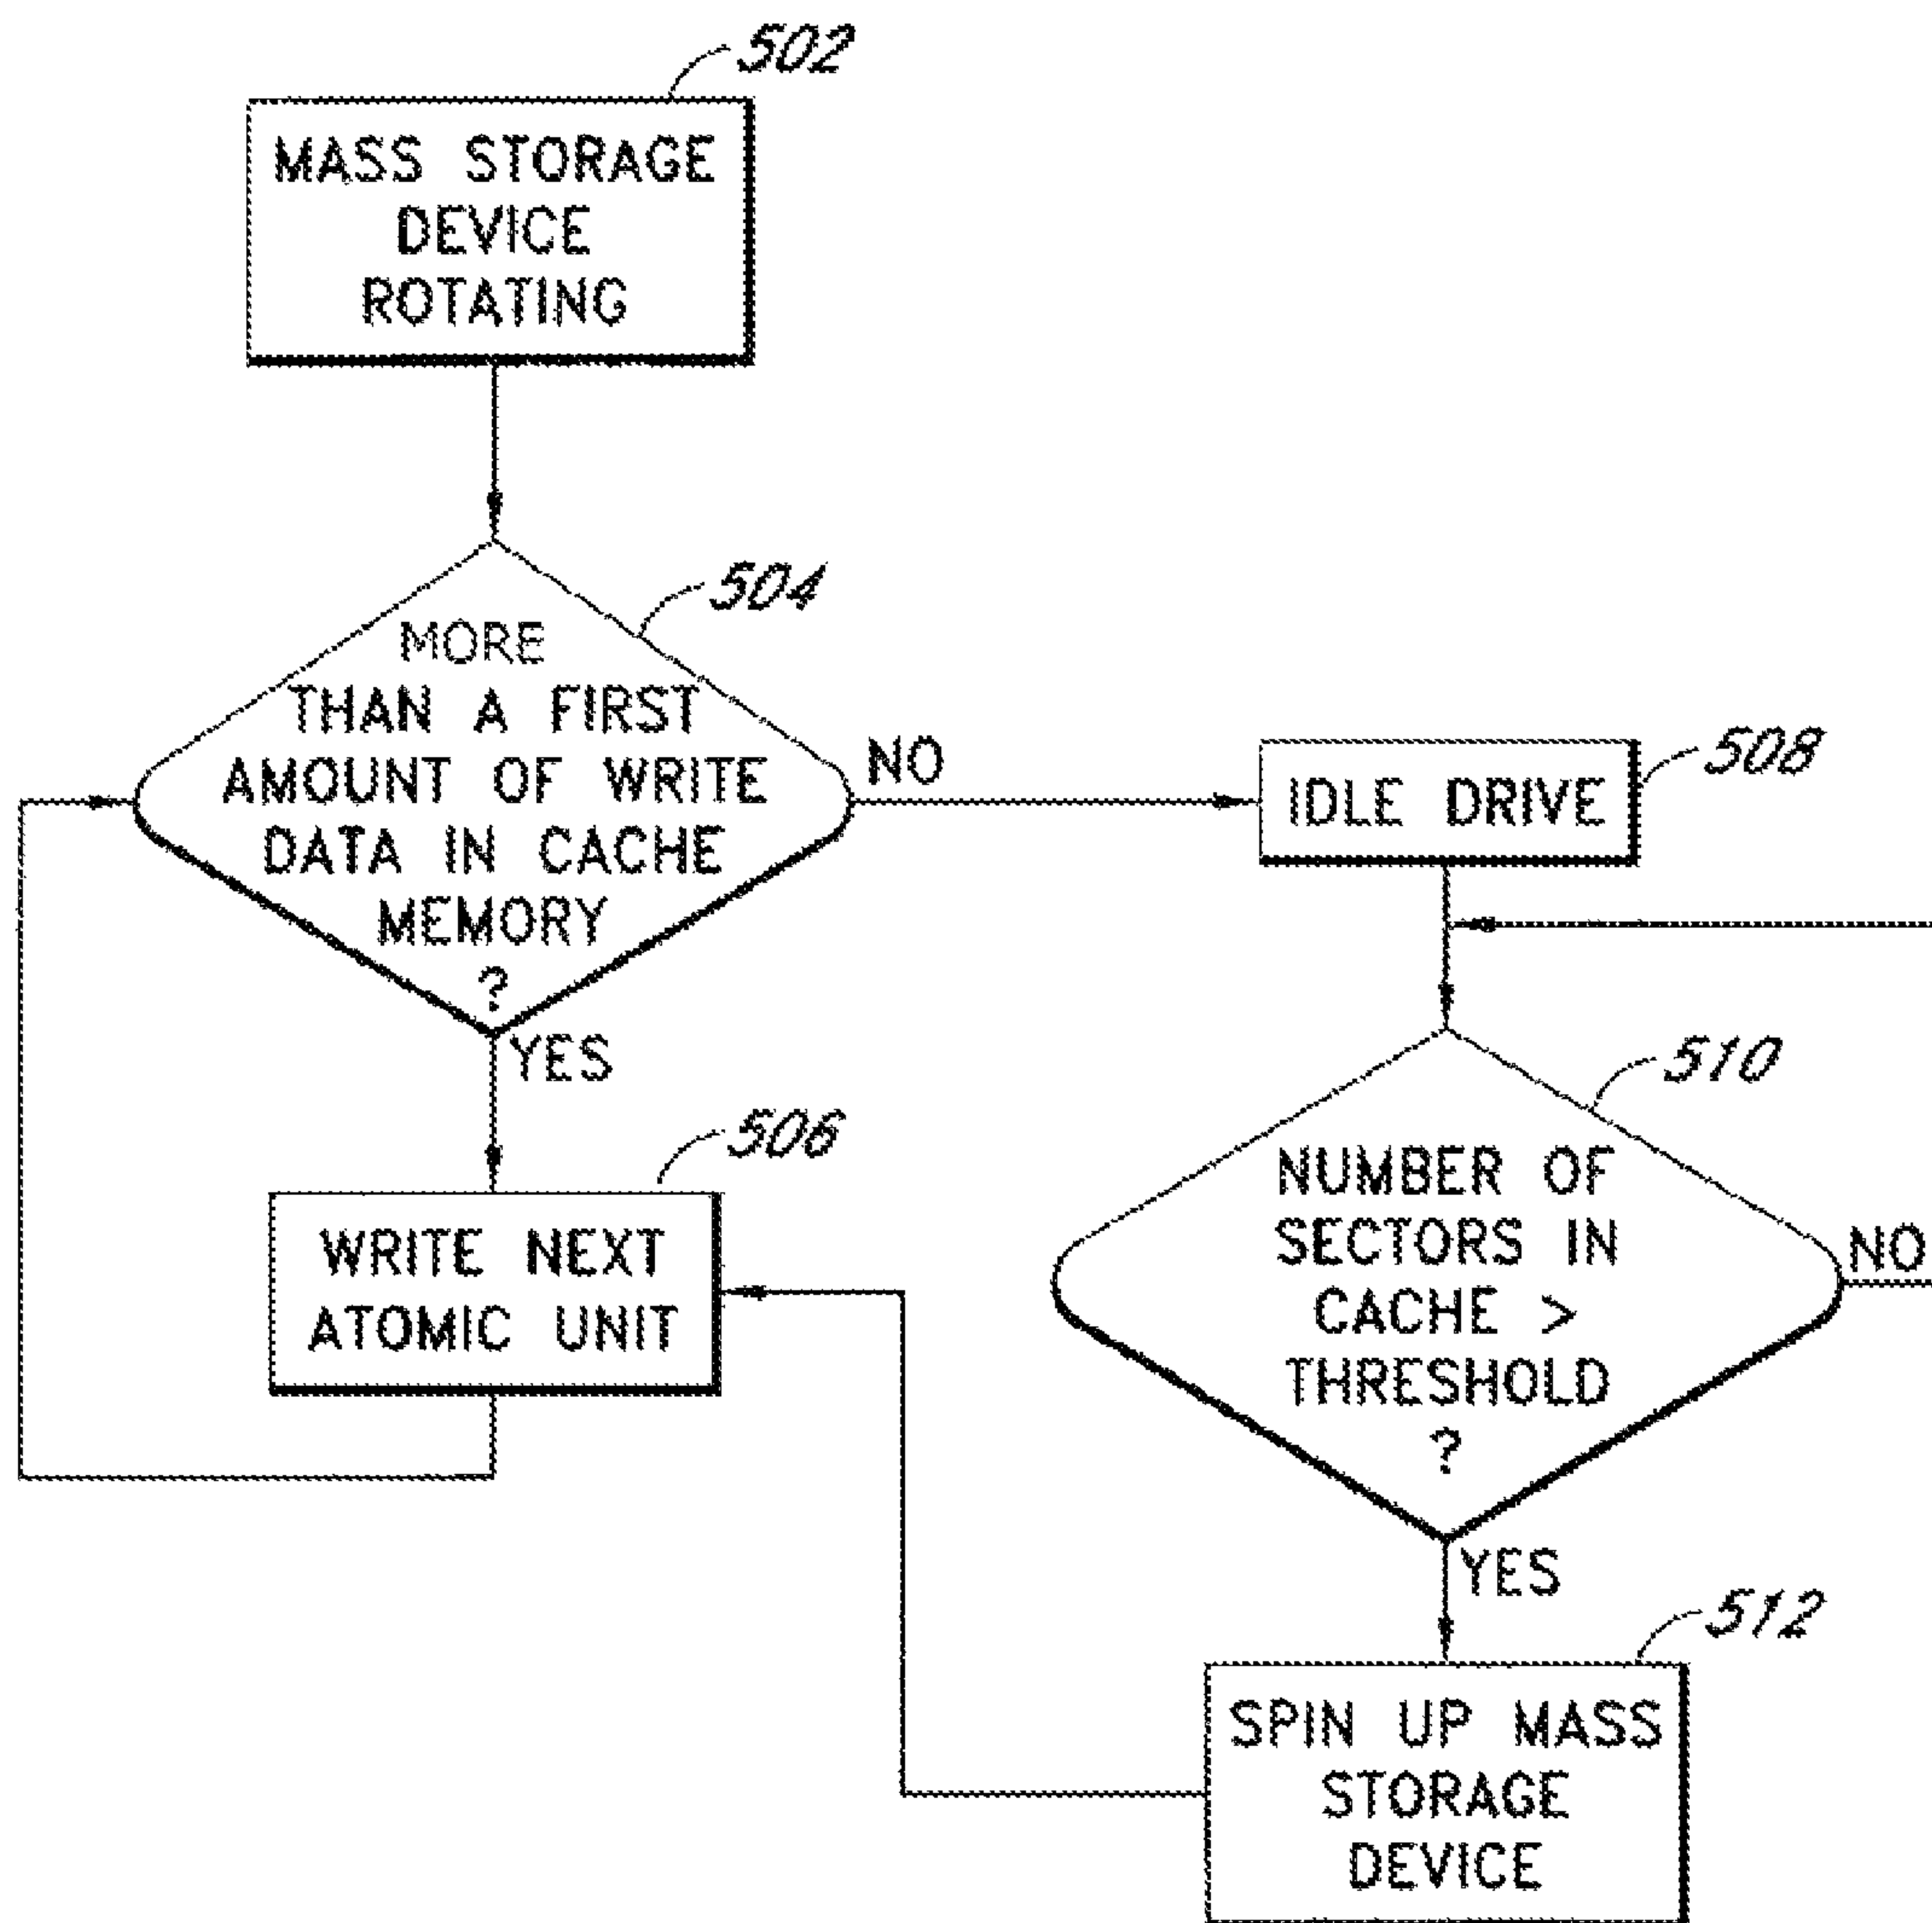 502
MASS STORAGE
DEVICE
ROTATING
504
MORE
THAN A FIRST
AMOUNT OF WRITE
DATA IN CACHE
MEMORY
?
NO
YES
506
WRITE NEXT
ATOMIC UNIT
508
IDLE DRIVE
510
NUMBER OF
SECTORS IN
CACHE >
THRESHOLD
?
NO
YES
512
SPIN UP MASS
STORAGE
DEVICE